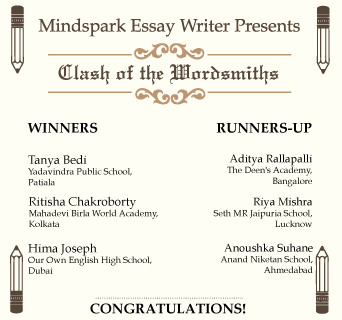 Mindspark Essay Writer Presents
Clash of the Wordsmiths
WINNERS
Tanya Bedi
Yadavindra Public School,
Patiala
Ritisha Chakroborty
Mahadevi Birla World Academy,
Kolkata
Hima Joseph
Our Own English High School,
Dubai
RUNNERS-UP
Aditya Rallapalli
The Deen's Academy,
Bangalore
Riya Mishra
Seth MR Jaipuria School,
Lucknow
Anoushka Suhane
Anand Niketan School,
Ahmedabad
CONGRATULATIONS!